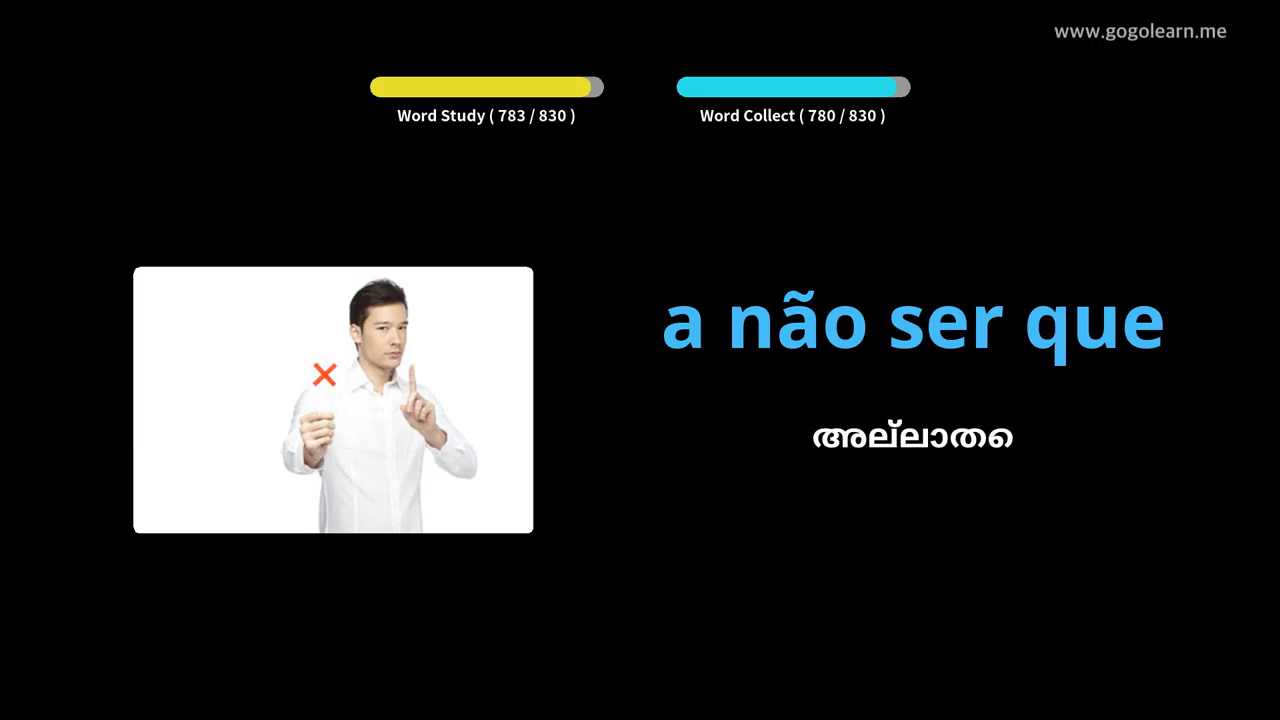 www.gogolearn.me
Word Study ( 783 / 830 )
Word Collect ( 780 / 830 )
a não ser que
അല്ലാതെ